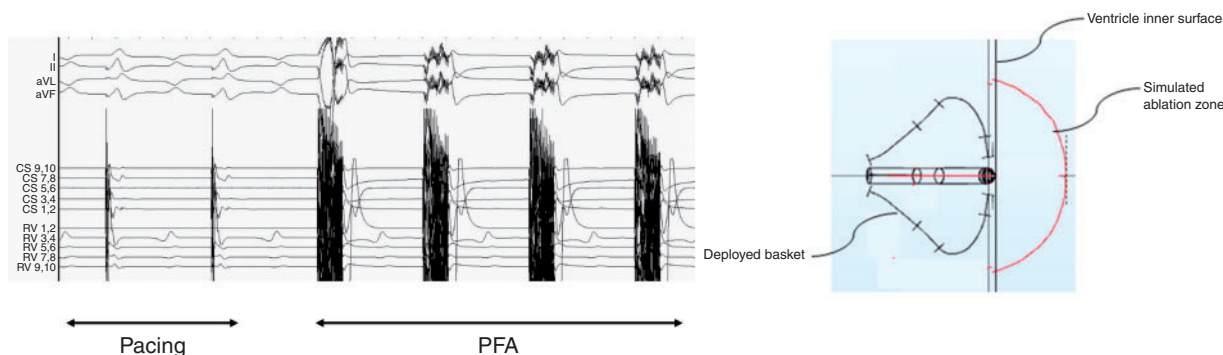 I
II
aVL
aVF
CS 9,10
CS 7,8
CS 5,6
CS 3,4
CS 1,2
RV 1,2
RV 3,4
RV 5,6
RV 7,8
RV 9,10
Pacing
PFA
Ventricle inner surface
Simulated
ablation zone
Deployed basket